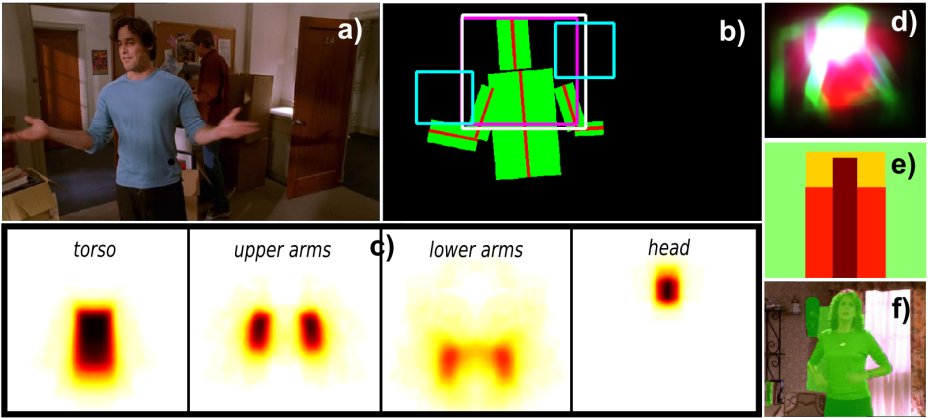 a)
b)
d)
e)
c)
torso
upper arms
lower arms
head
f)